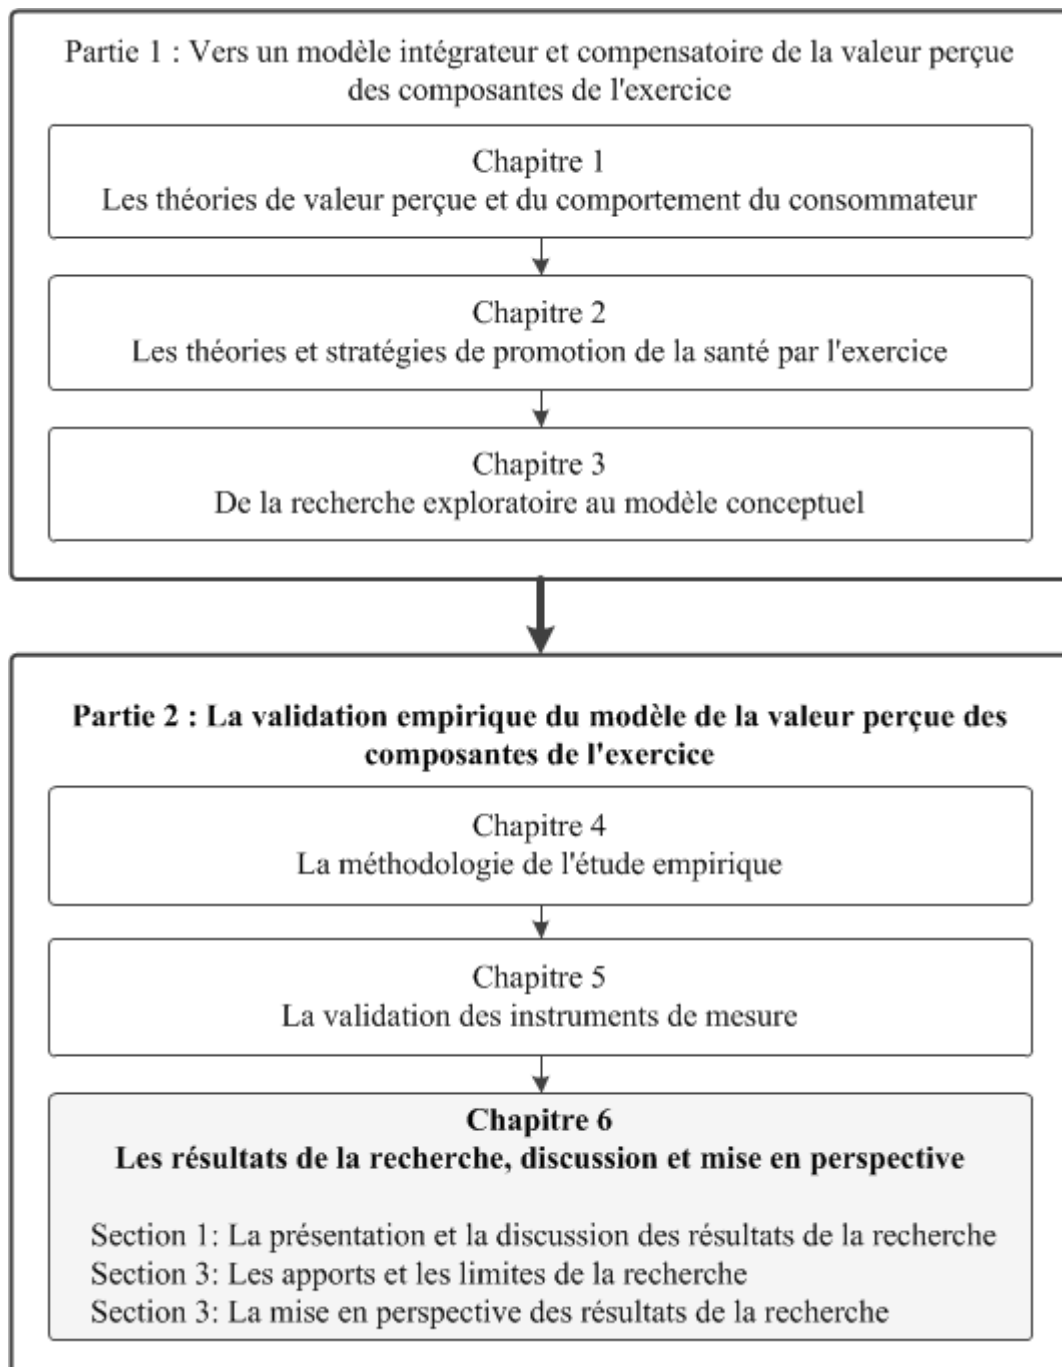 Partie 1 : Vers un modèle intégrateur et compensatoire de la valeur perçue
des composantes de l'exercice
Chapitre 1
Les théories de valeur perçue et du comportement du consommateur
Chapitre 2
Les théories et stratégies de promotion de la santé par l'exercice
Chapitre 3
De la recherche exploratoire au modèle conceptuel
Partie 2 : La validation empirique du modèle de la valeur perçue des
composantes de l'exercice
Chapitre 4
La méthodologie de l'étude empirique
Chapitre 5
La validation des instruments de mesure
Chapitre 6
Les résultats de la recherche, discussion et mise en perspective
Section 1: La présentation et la discussion des résultats de la recherche
Section 3: Les apports et les limites de la recherche
Section 3: La mise en perspective des résultats de la recherche